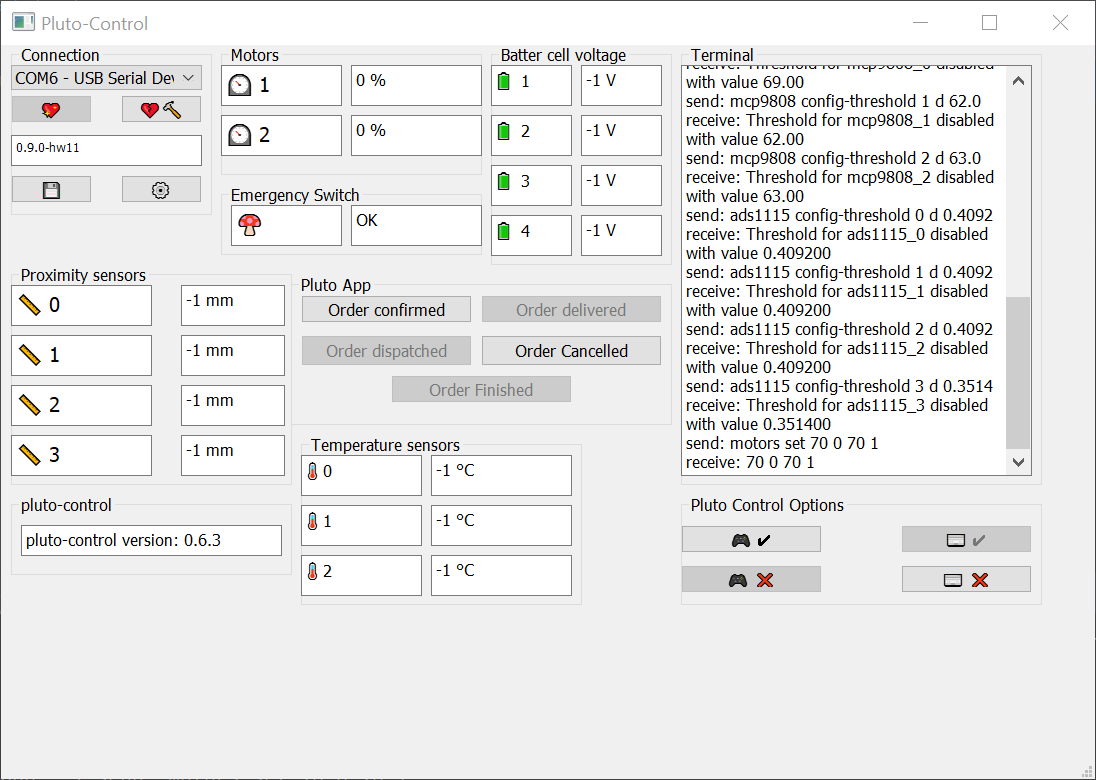 Pluto-Control
Connection
COM6 - USB Serial Dev
0.9.0-hw11
Motors
1
0 %
2
0 %
Emergency Switch
OK
Batter cell voltage
1
-1 V
2
-1 V
3
-1 V
4
-1 V
Terminal
receive: Threshold for mcp9808_0 disabled
with value 69.00
send: mcp9808 config-threshold 1 d 62.0
receive: Threshold for mcp9808_1 disabled
with value 62.00
send: mcp9808 config-threshold 2 d 63.0
receive: Threshold for mcp9808_2 disabled
with value 63.00
send: ads1115 config-threshold 0 d 0.4092
receive: Threshold for ads1115_0 disabled
with value 0.409200
send: ads1115 config-threshold 1 d 0.4092
receive: Threshold for ads1115_1 disabled
with value 0.409200
send: ads1115 config-threshold 2 d 0.4092
receive: Threshold for ads1115_2 disabled
with value 0.409200
send: ads1115 config-threshold 3 d 0.3514
receive: Threshold for ads1115_3 disabled
with value 0.351400
send: motors set 70 0 70 1
receive: 70 0 70 1
Proximity sensors
0
-1 mm
1
-1 mm
2
-1 mm
3
-1 mm
Pluto App
Order confirmed
Order delivered
Order dispatched
Order Cancelled
Order Finished
Temperature sensors
0
-1 °C
1
-1 °C
2
-1 °C
pluto-control
pluto-control version: 0.6.3
Pluto Control Options